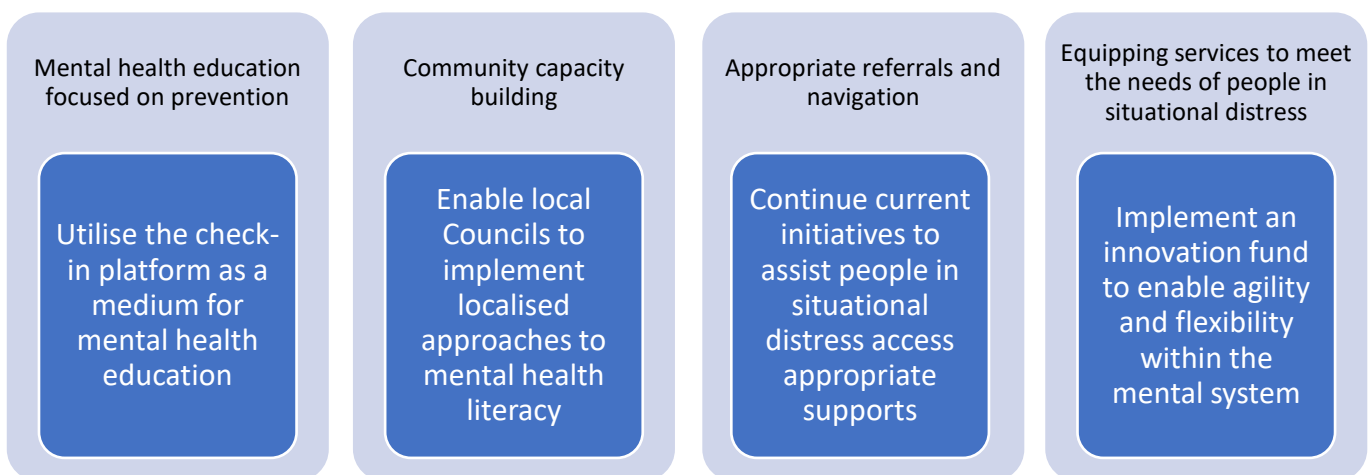 Mental health education
focused on prevention
Utilise the check-
in platform as a
medium for
mental health
education
Community capacity
building
Enable local
Councils to
implement
localised
approaches to
mental health
literacy
Appropriate referrals and
navigation
Continue current
initiatives to
assist people in
situational
distress access
appropriate
supports
Equipping services to meet
the needs of people in
situational distress
Implement an
innovation fund
to enable agility
and flexibility
within the
mental system